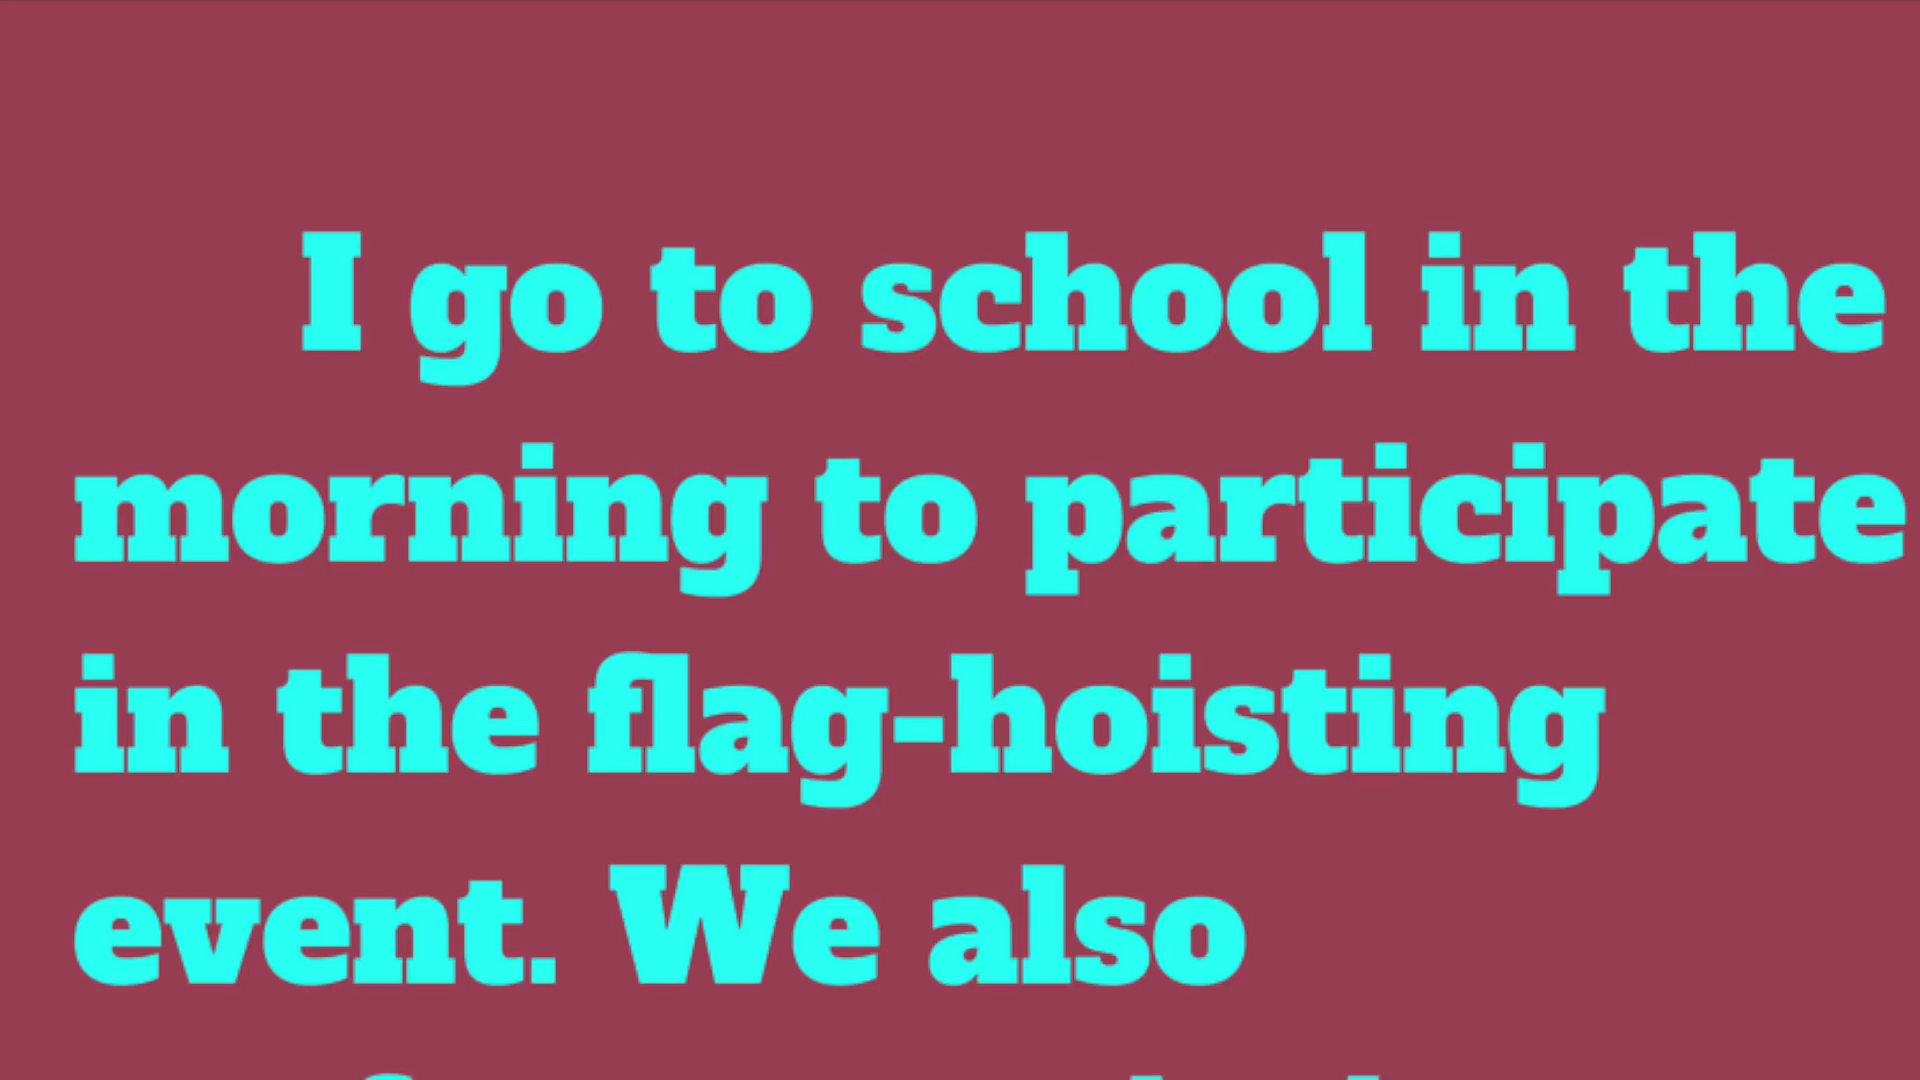 I go to school in the
morning to participate
in the flag-hoisting
event. We also